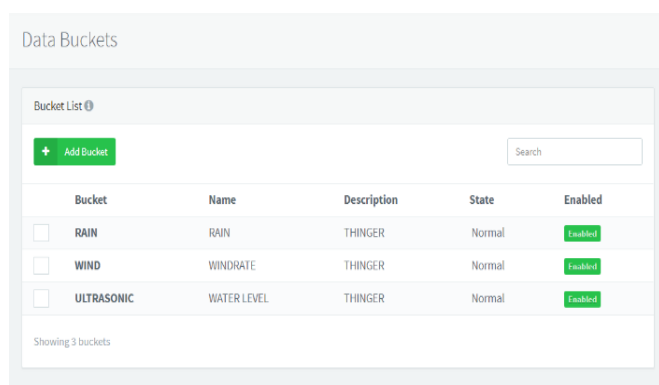 Data Buckets
Bucket List
+ Add Bucket
Search
Bucket Name Description State Enabled
RAIN RAIN THINGER Normal Enabled
WIND WINDRATE THINGER Normal Enabled
ULTRASONIC WATER LEVEL THINGER Normal Enabled
Showing 3 buckets